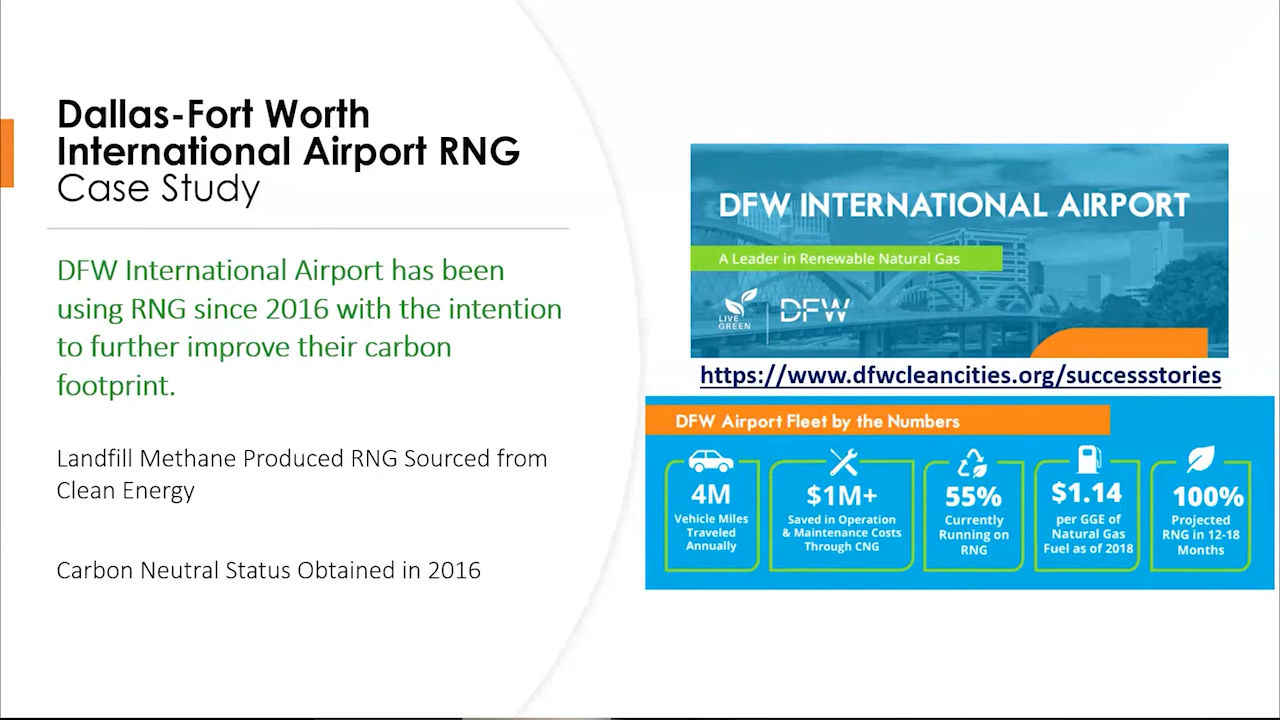 Dallas-Fort Worth
International Airport RNG
Case Study
DFW International Airport has been
using RNG since 2016 with the intention
to further improve their carbon
footprint.
Landfill Methane Produced RNG Sourced from
Clean Energy
Carbon Neutral Status Obtained in 2016
DFW INTERNATIONAL AIRPORT
A Leader in Renewable Natural Gas
LIVE
GREEN
DFW
https://www.dfwcleancities.org/successstories
DFW Airport Fleet by the Numbers
4M
Vehicle Miles
Traveled
Annually
$1M+
Saved in Operation
& Maintenance Costs
Through CNG
55%
Currently
Running on
RNG
$1.14
per GGE of
Natural Gas
Fuel as of 2018
100%
Projected
RNG in 12-18
Months